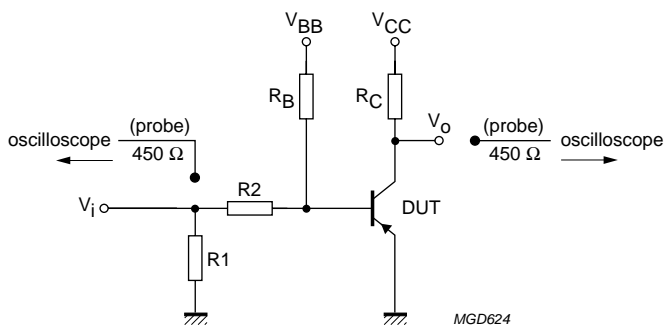 VBB
VCC
RB
RC
Vo
(probe)
450 Ω
oscilloscope
(probe)
450 Ω
oscilloscope
R2
Vi
DUT
R1
MGD624